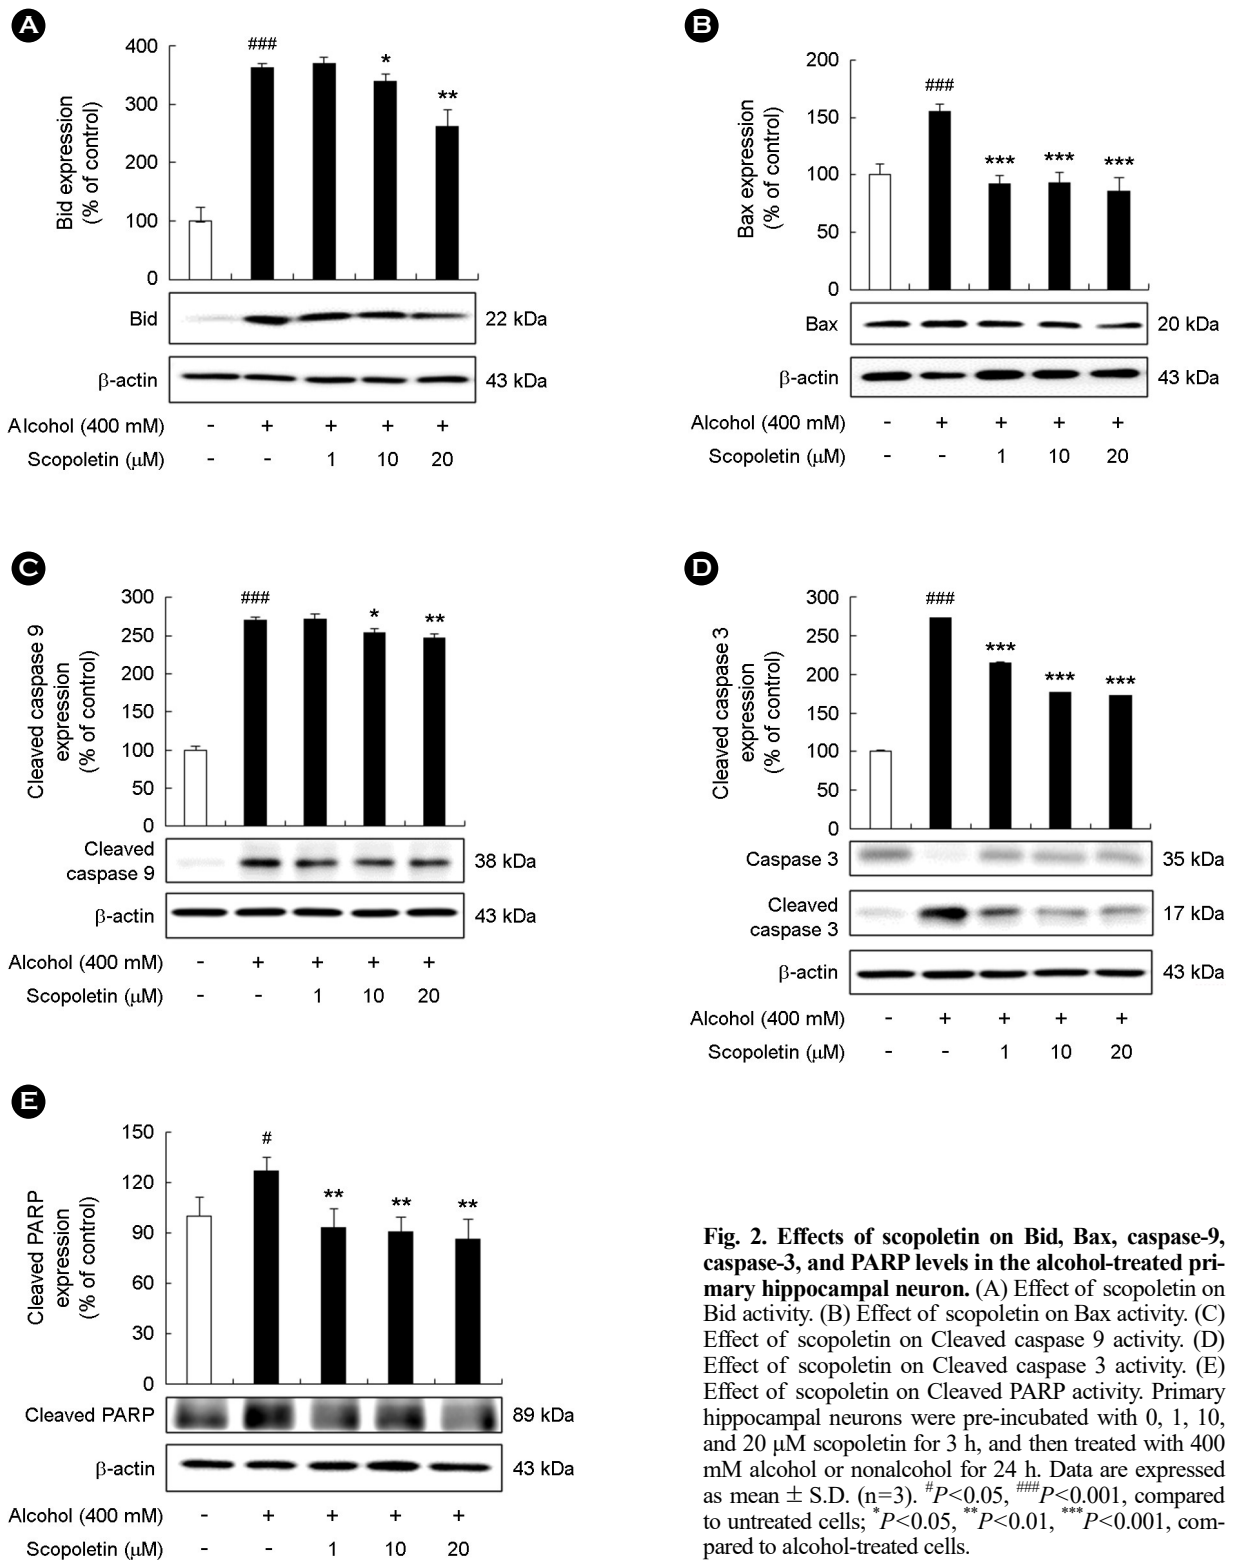 A
Bid expression
(% of control)
400
300
200
100
0
###
*
**
Bid
22 kDa
β-actin
43 kDa
Alcohol (400 mM) - + + + +
Scopoletin (μM) - - 1 10 20
B
Bax expression
(% of control)
200
150
100
50
0
###
***
***
***
Bax
20 kDa
β-actin
43 kDa
Alcohol (400 mM) - + + + +
Scopoletin (μM) - - 1 10 20
C
Cleaved caspase 9
expression
(% of control)
300
250
200
150
100
50
0
###
*
**
Cleaved
caspase 9
38 kDa
β-actin
43 kDa
Alcohol (400 mM) - + + + +
Scopoletin (μM) - - 1 10 20
D
Cleaved caspase 3
expression
(% of control)
300
250
200
150
100
50
0
###
***
***
***
Caspase 3
35 kDa
Cleaved
caspase 3
17 kDa
β-actin
43 kDa
Alcohol (400 mM) - + + + +
Scopoletin (μM) - - 1 10 20
E
Cleaved PARP
expression
(% of control)
150
120
90
60
30
0
#
**
**
**
Cleaved PARP
89 kDa
β-actin
43 kDa
Alcohol (400 mM) - + + + +
Scopoletin (μM) - - 1 10 20
Fig. 2. Effects of scopoletin on Bid, Bax, caspase-9,
caspase-3, and PARP levels in the alcohol-treated pri-
mary hippocampal neuron. (A) Effect of scopoletin on
Bid activity. (B) Effect of scopoletin on Bax activity. (C)
Effect of scopoletin on Cleaved caspase 9 activity. (D)
Effect of scopoletin on Cleaved caspase 3 activity. (E)
Effect of scopoletin on Cleaved PARP activity. Primary
hippocampal neurons were pre-incubated with 0, 1, 10,
and 20 μM scopoletin for 3 h, and then treated with 400
mM alcohol or nonalcohol for 24 h. Data are expressed
as mean ± S.D. (n=3). #P<0.05, ###P<0.001, compared
to untreated cells; *P<0.05, **P<0.01, ***P<0.001, com-
pared to alcohol-treated cells.